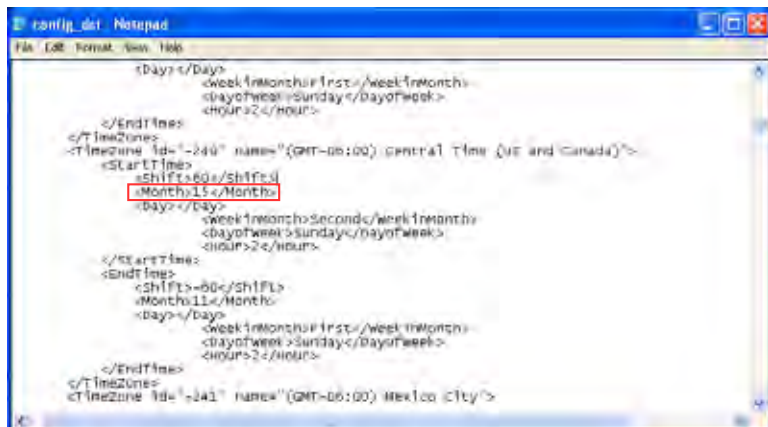 config_dst - Notepad
File Edit Format View Help
<Day></Day>
<WeekinMonth>First</WeekinMonth>
<DayofWeek>Sunday</DayofWeek>
<Hour>2</Hour>
</EndTime>
</TimeZone>
<TimeZone id="-240" name="(GMT-06:00) Central Time (US and Canada)">
<StartTime>
<Shift>60</Shift>
<Month>15</Month>
<Day></Day>
<WeekinMonth>Second</WeekinMonth>
<DayofWeek>Sunday</DayofWeek>
<Hour>2</Hour>
</StartTime>
<EndTime>
<Shift>-60</Shift>
<Month>11</Month>
<Day></Day>
<WeekinMonth>First</WeekinMonth>
<DayofWeek>Sunday</DayofWeek>
<Hour>2</Hour>
</EndTime>
</TimeZone>
<TimeZone id="-241" name="(GMT-06:00) Mexico City">